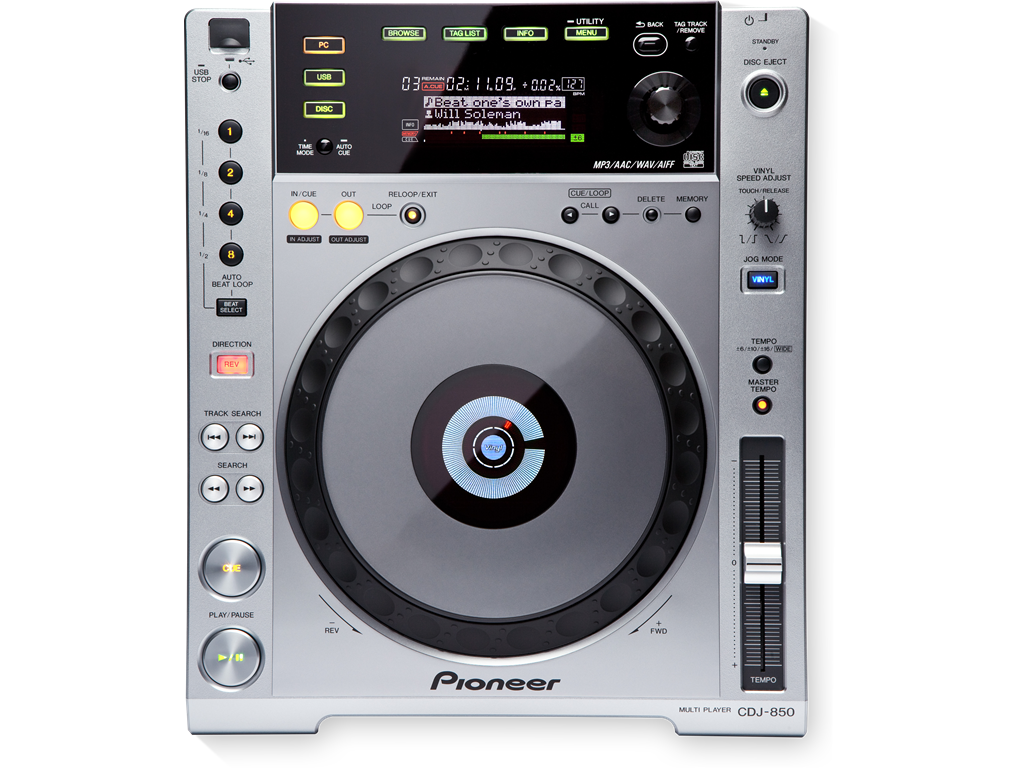 USB
STOP
PC
USB
DISC
TIME
MODE
AUTO
CUE
BROWSE
TAG LIST
INFO
UTILITY
MENU
BACK
TAG TRACK
/REMOVE
03 REMAIN 02: 11.09 +0.02% 127
A.CUE
BPM
Beat one's own pa
Will Soleman
INFO
±6
MP3/AAC/WAV/AIFF
STANDBY
DISC EJECT
1/16 1
1/8 2
1/4 4
1/2 8
AUTO
BEAT LOOP
BEAT
SELECT
IN/CUE
OUT
RELOOP/EXIT
LOOP
IN ADJUST
OUT ADJUST
CUE/LOOP
CALL
DELETE
MEMORY
VINYL
SPEED ADJUST
TOUCH/RELEASE
JOG MODE
VINYL
DIRECTION
REV
TEMPO
±6/±10/±16/WIDE
MASTER
TEMPO
TRACK SEARCH
SEARCH
Vinyl
CUE
PLAY/PAUSE
− REV
+ FWD
−
0
+
TEMPO
Pioneer
MULTI PLAYER CDJ-850